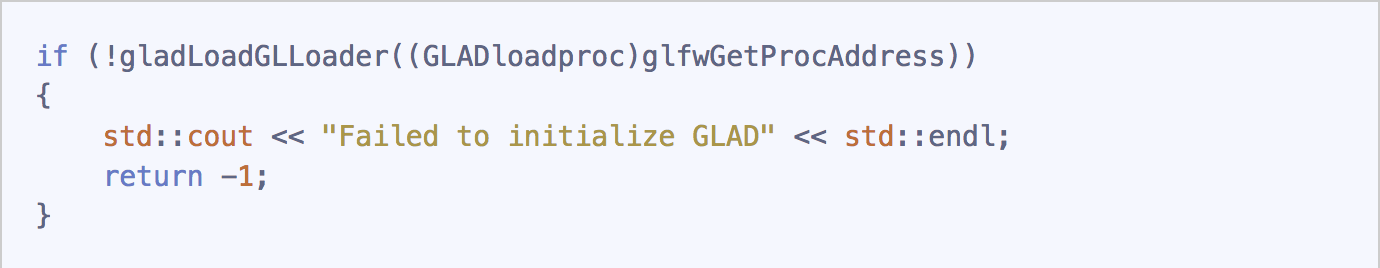 if (!gladLoadGLLoader((GLADloadproc)glfwGetProcAddress))
{
    std::cout << "Failed to initialize GLAD" << std::endl;
    return -1;
}